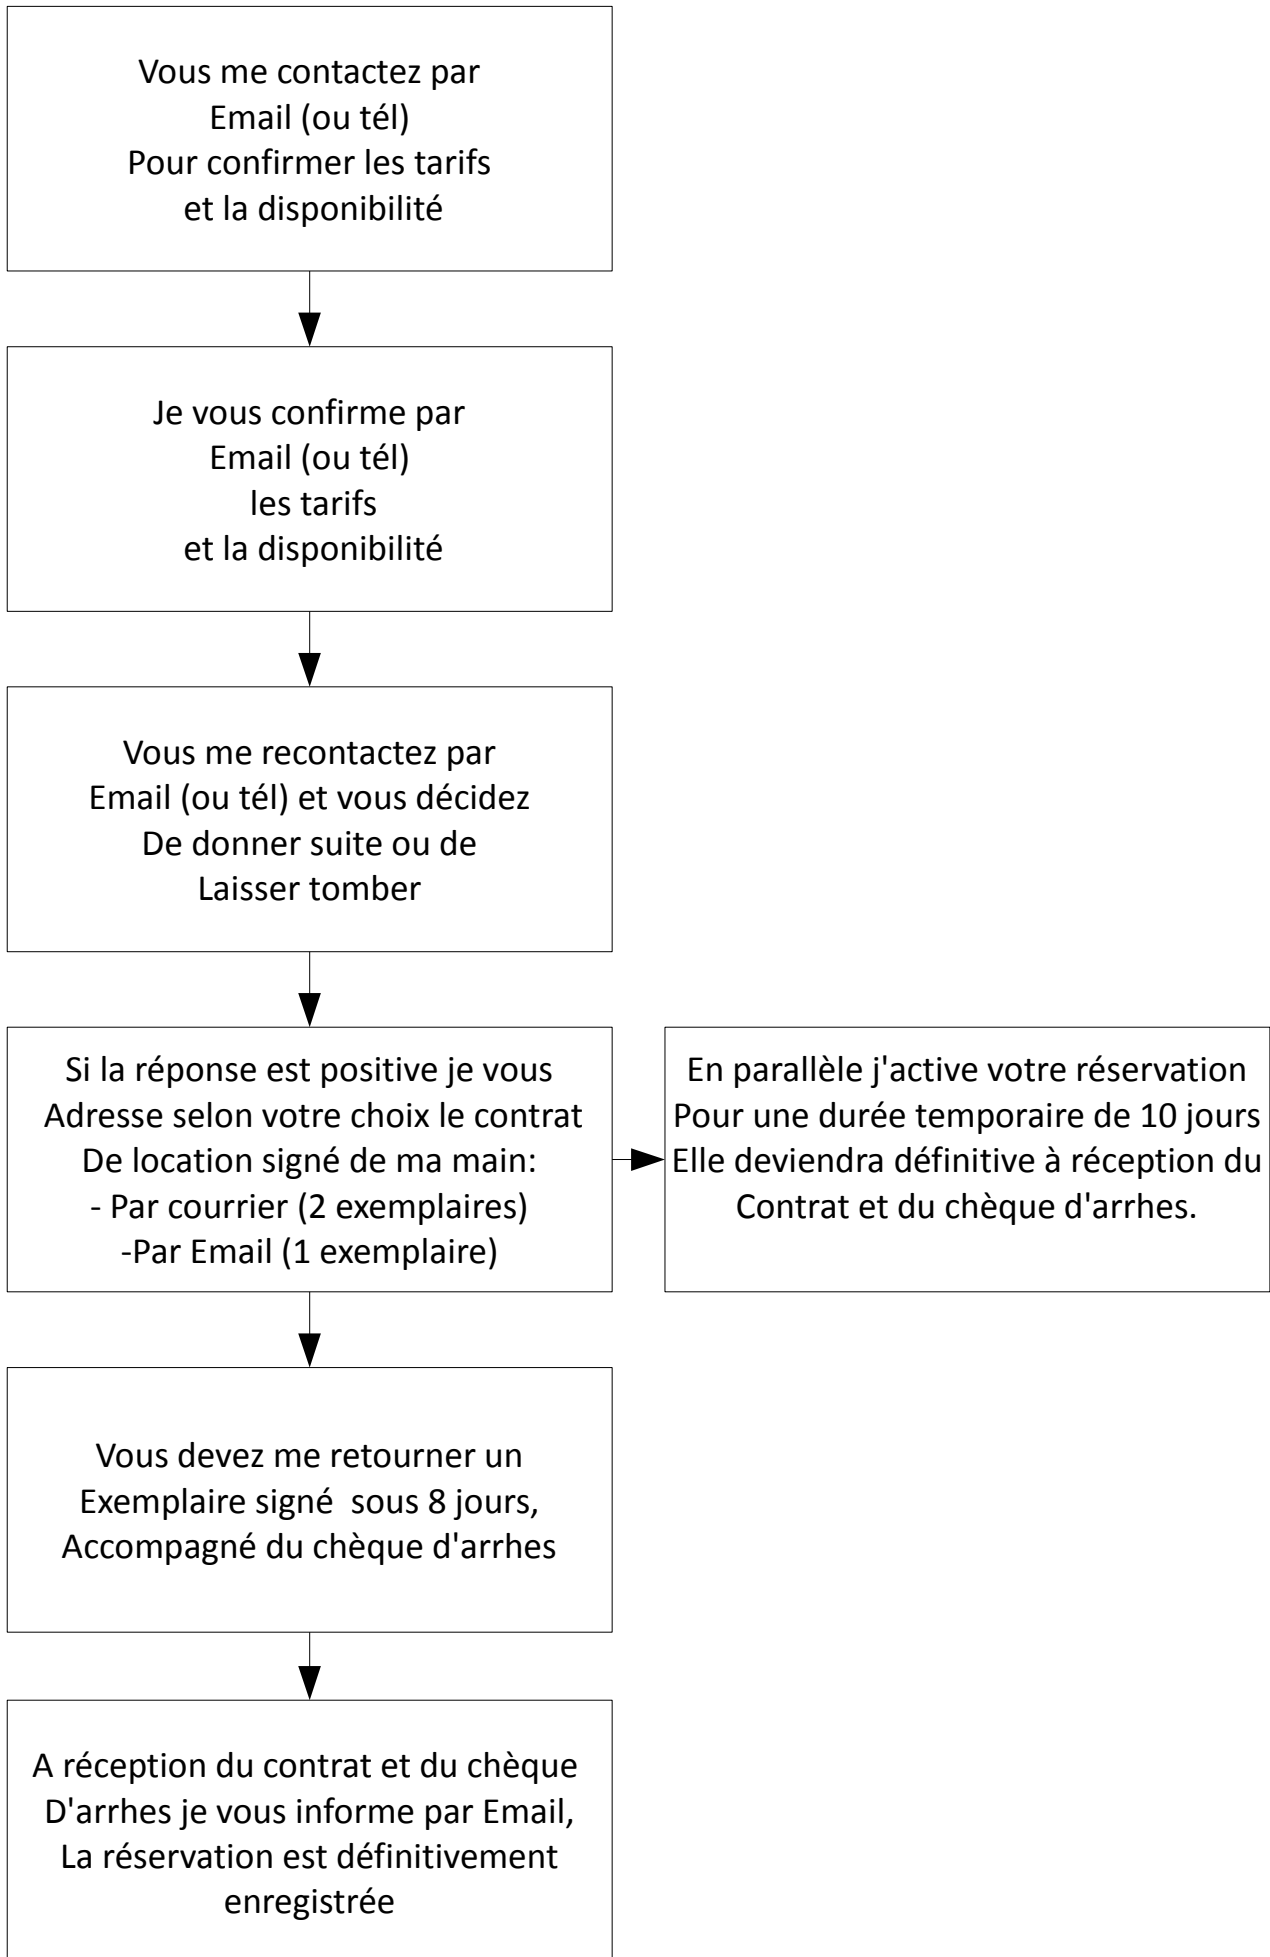 Vous me contactez par
Email (ou tél)
Pour confirmer les tarifs
et la disponibilité
Je vous confirme par
Email (ou tél)
les tarifs
et la disponibilité
Vous me recontactez par
Email (ou tél) et vous décidez
De donner suite ou de
Laisser tomber
Si la réponse est positive je vous
Adresse selon votre choix le contrat
De location signé de ma main:
- Par courrier (2 exemplaires)
-Par Email (1 exemplaire)
En parallèle j'active votre réservation
Pour une durée temporaire de 10 jours
Elle deviendra définitive à réception du
Contrat et du chèque d'arrhes.
Vous devez me retourner un
Exemplaire signé  sous 8 jours,
Accompagné du chèque d'arrhes
A réception du contrat et du chèque
D'arrhes je vous informe par Email,
La réservation est définitivement
enregistrée